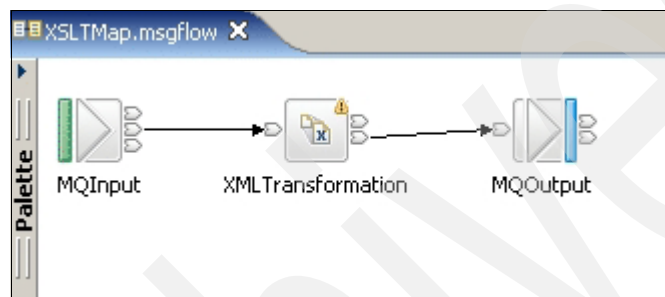 XSLTMap.msgflow
Palette
MQInput
XMLTransformation
MQOutput